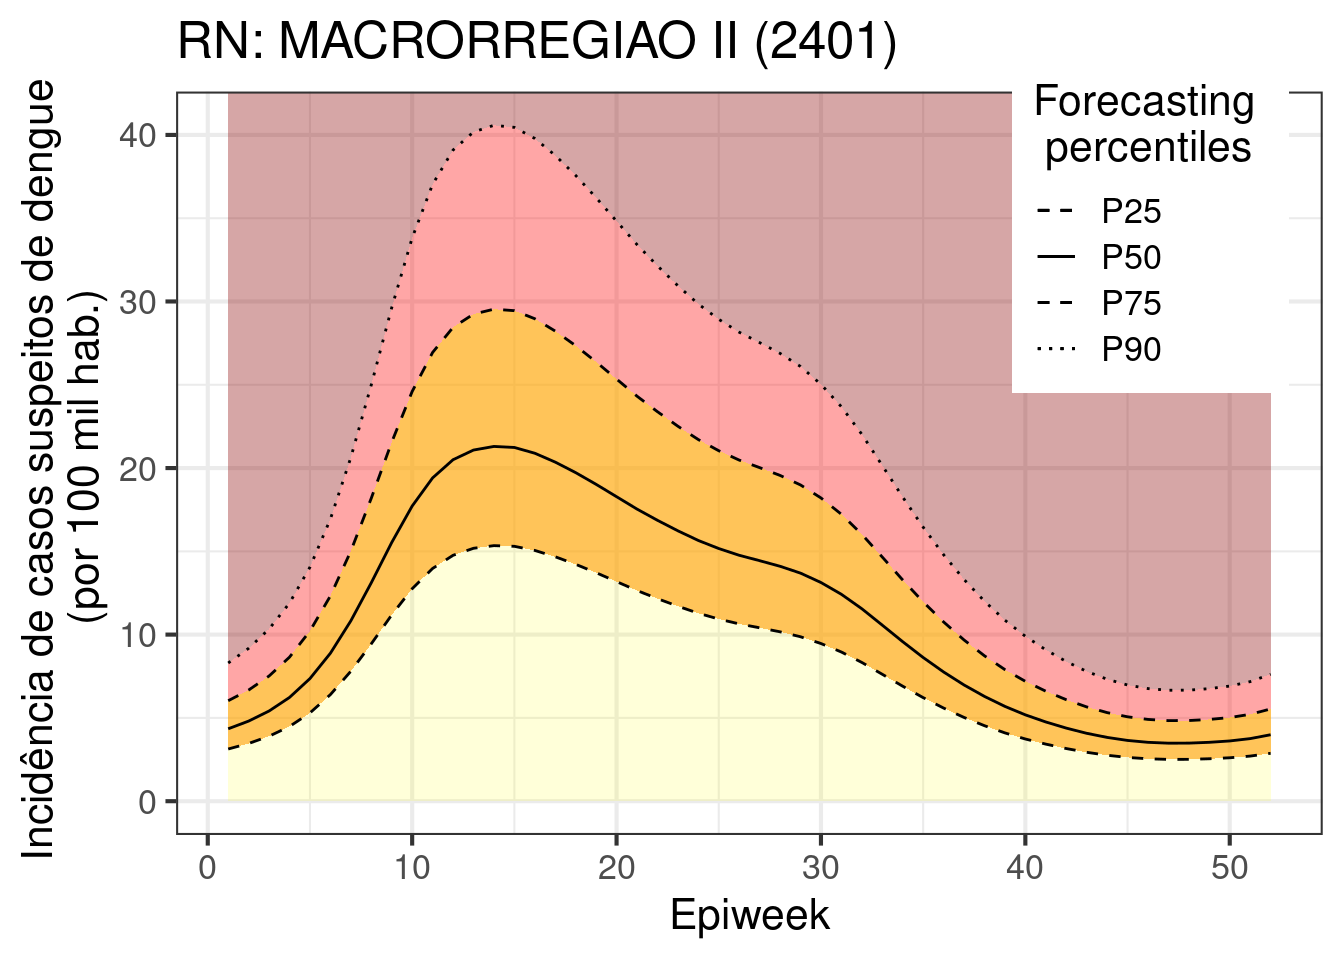 RN: MACRORREGIAO II (2401)
Incidência de casos suspeitos de dengue
(por 100 mil hab.)
40
30
20
10
0
Forecasting
percentiles
P25
P50
P75
P90
0 10 20 30 40 50
Epiweek